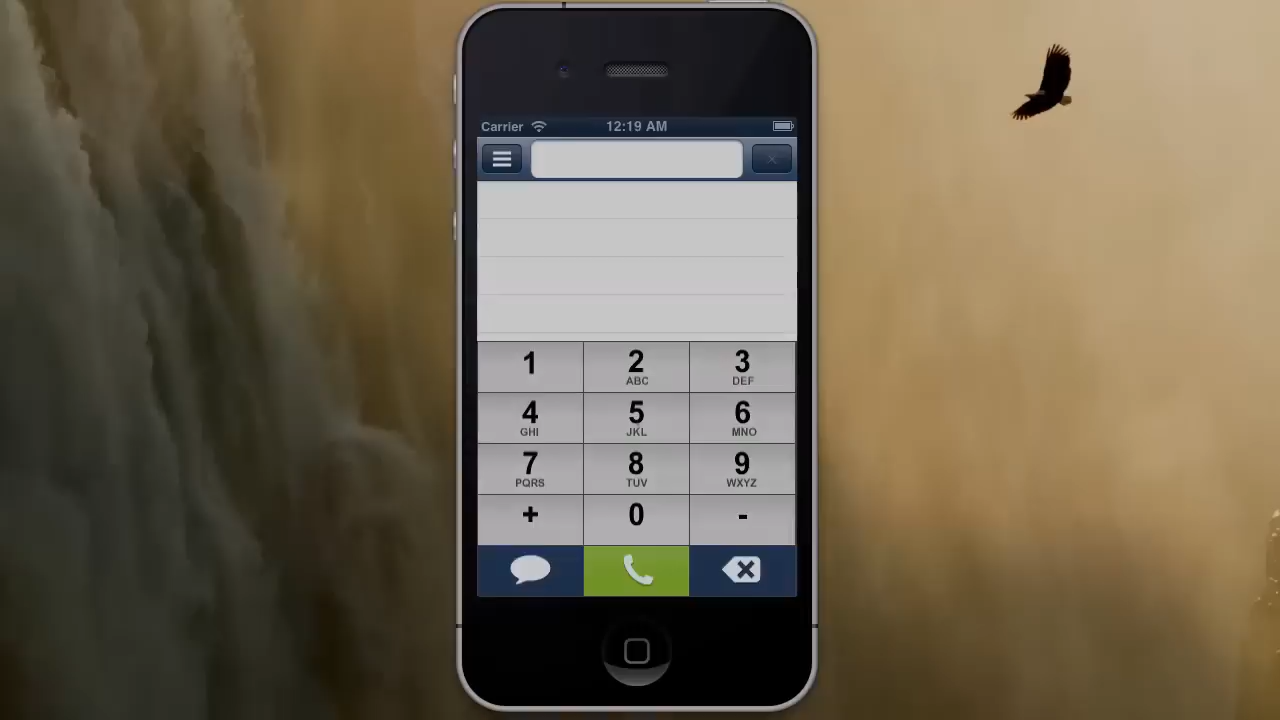 Carrier 12:19 AM
1 2 3
ABC DEF
4 5 6
GHI JKL MNO
7 8 9
PQRS TUV WXYZ
+ 0 -